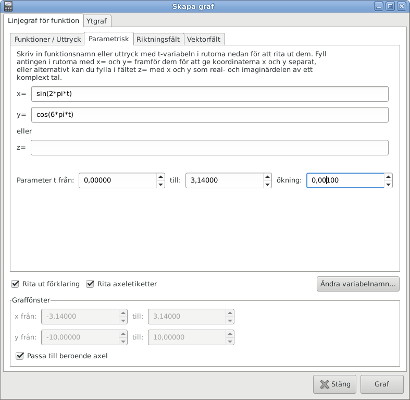 Skapa graf
Linjegraf för funktion Ytgraf
Funktioner / Uttryck Parametrisk Riktningsfält Vektorfält
Skriv in funktionsnamn eller uttryck med t-variabeln i rutorna nedan för att rita ut dem. Fyll
antingen i rutorna med x= och y= framför dem för att ge koordinaterna x och y separat,
eller alternativt kan du fylla i fältet z= med x och y som real- och imaginärdelen av ett
komplext tal.
x= sin(2*pi*t)
y= cos(6*pi*t)
eller
z=
Parameter t från: 0,00000 till: 3,14000 ökning: 0,00100
Rita ut förklaring Rita axeletiketter Ändra variabelnamn...
Graffönster
x från: -3,14000 till: 3,14000
y från: -10,00000 till: 10,00000
Passa till beroende axel
Stäng Graf